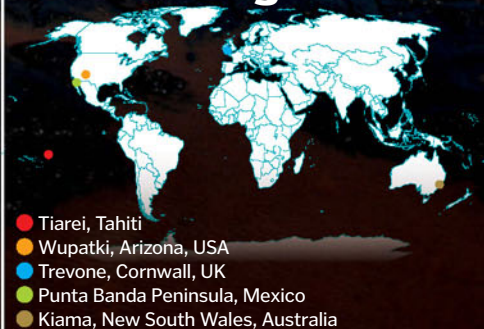 Tiarei, Tahiti
Wupatki, Arizona, USA
Trevone, Cornwall, UK
Punta Banda Peninsula, Mexico
Kiama, New South Wales, Australia